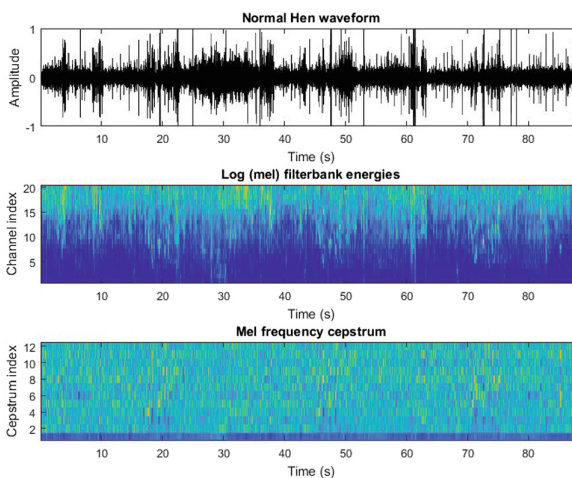 Normal Hen waveform
1
0
-1
Amplitude
10 20 30 40 50 60 70 80
Time (s)
Log (mel) filterbank energies
20
15
10
5
Channel index
10 20 30 40 50 60 70 80
Time (s)
Mel frequency cepstrum
12
10
8
6
4
2
Cepstrum index
10 20 30 40 50 60 70 80
Time (s)